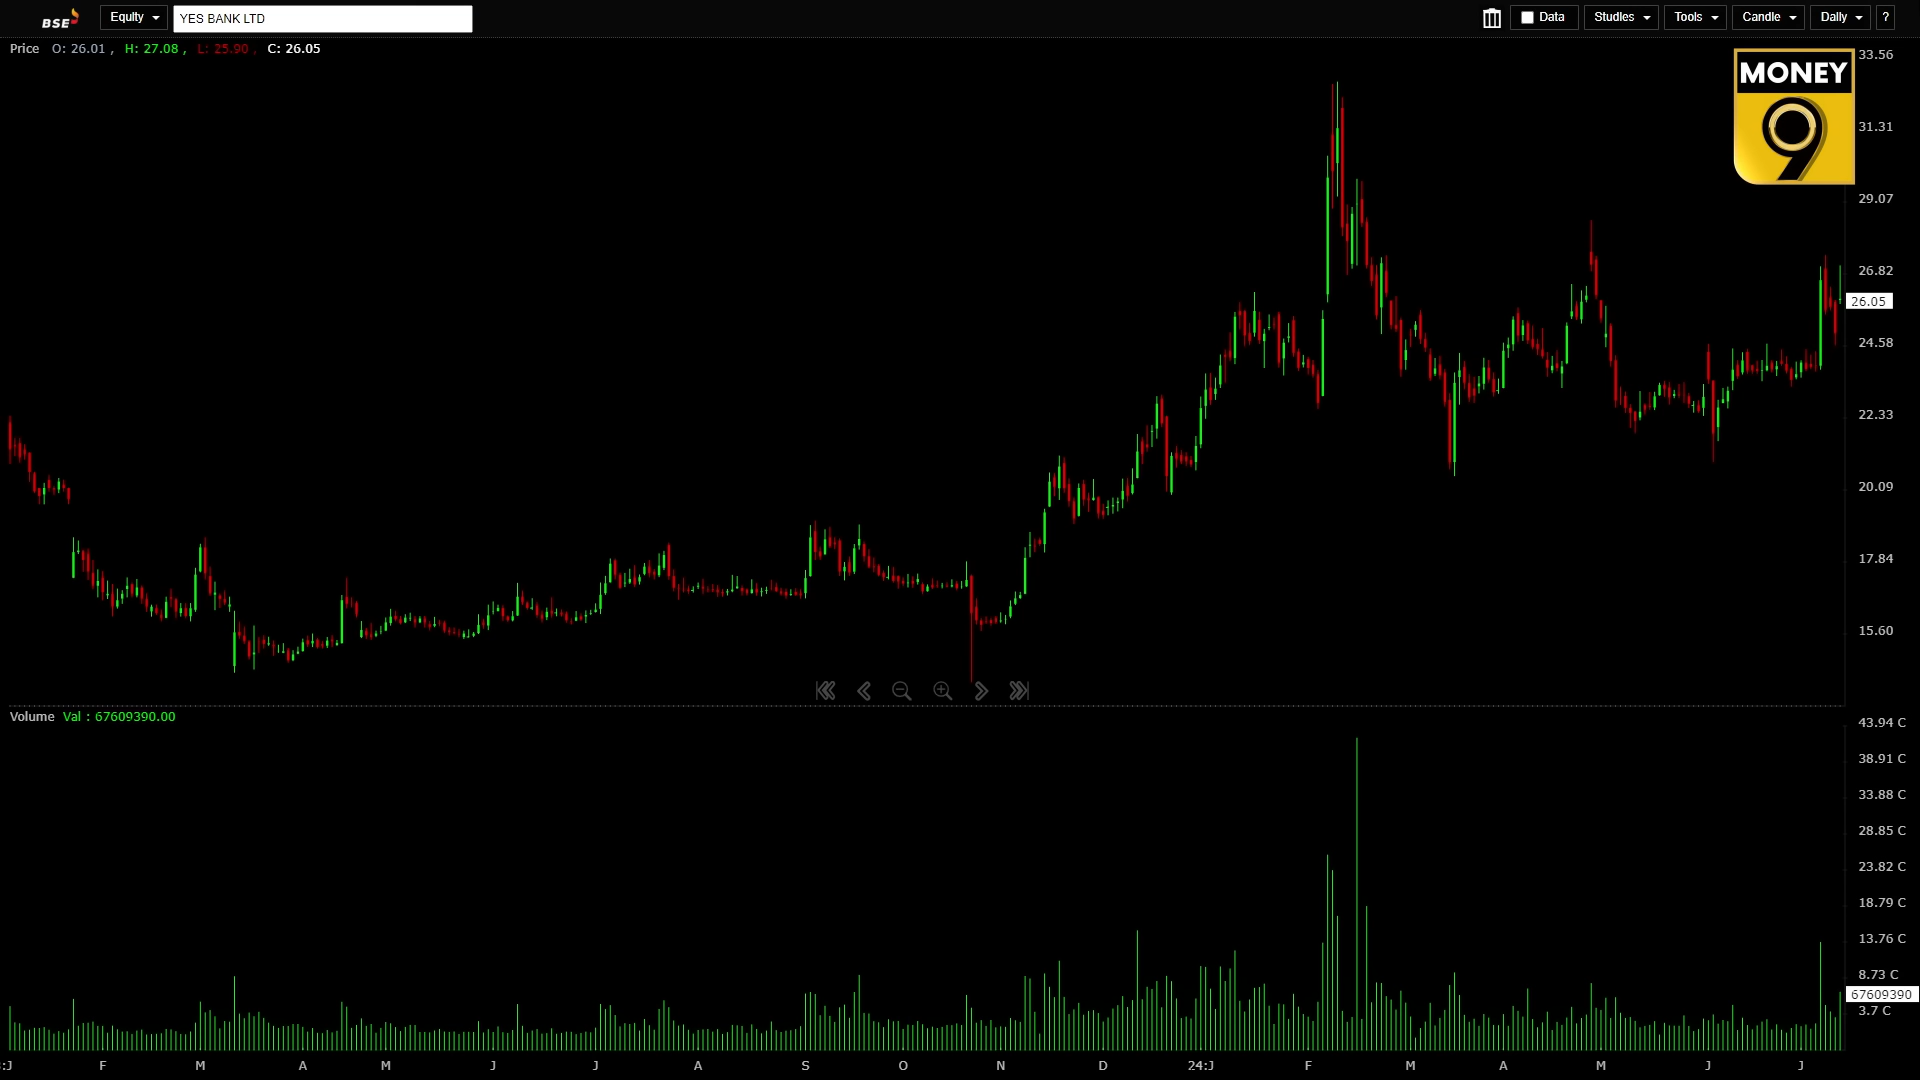 BSE Equity YES BANK LTD Data Studies Tools Candle Daily ?
Price O: 26.01 , H: 27.08 , L: 25.90 , C: 26.05
MONEY
9
33.56
31.31
29.07
26.82
26.05
24.58
22.33
20.09
17.84
15.60
Volume Val : 67609390.00
43.94 C
38.91 C
33.88 C
28.85 C
23.82 C
18.79 C
13.76 C
8.73 C
67609390
3.7 C
:J F M A M J J A S O N D 24:J F M A M J J